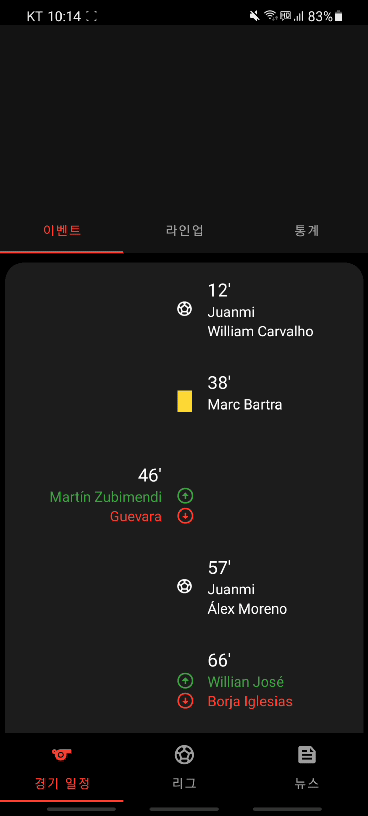 KT 10:14 83%
이벤트 라인업 통계
12'
Juanmi
William Carvalho
38'
Marc Bartra
46'
Martín Zubimendi
Guevara
57'
Juanmi
Álex Moreno
66'
Willian José
Borja Iglesias
경기 일정 리그 뉴스